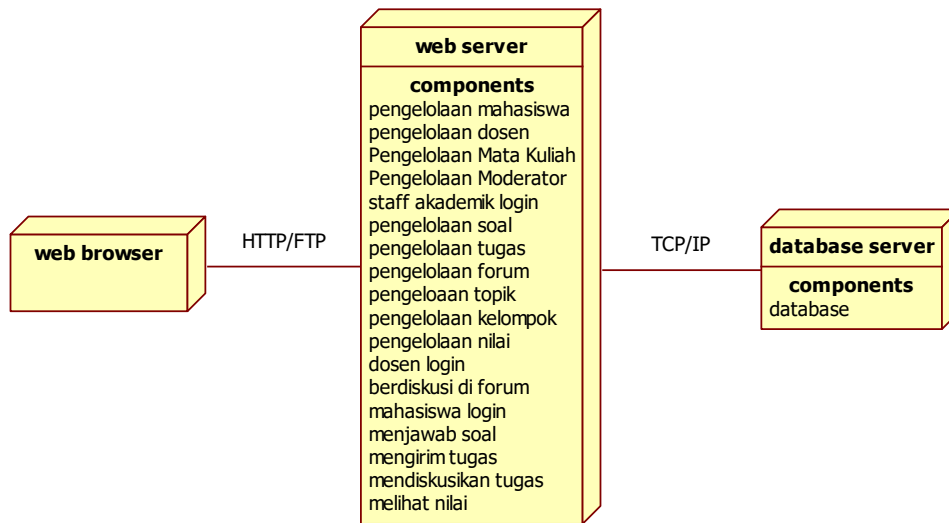 web server
components
pengelolaan mahasiswa
pengelolaan dosen
Pengelolaan Mata Kuliah
Pengelolaan Moderator
staff akademik login
pengelolaan soal
pengelolaan tugas
pengelolaan forum
pengeloaan topik
pengelolaan kelompok
pengelolaan nilai
dosen login
berdiskusi di forum
mahasiswa login
menjawab soal
mengirim tugas
mendiskusikan tugas
melihat nilai
web browser
HTTP/FTP
TCP/IP
database server
components
database